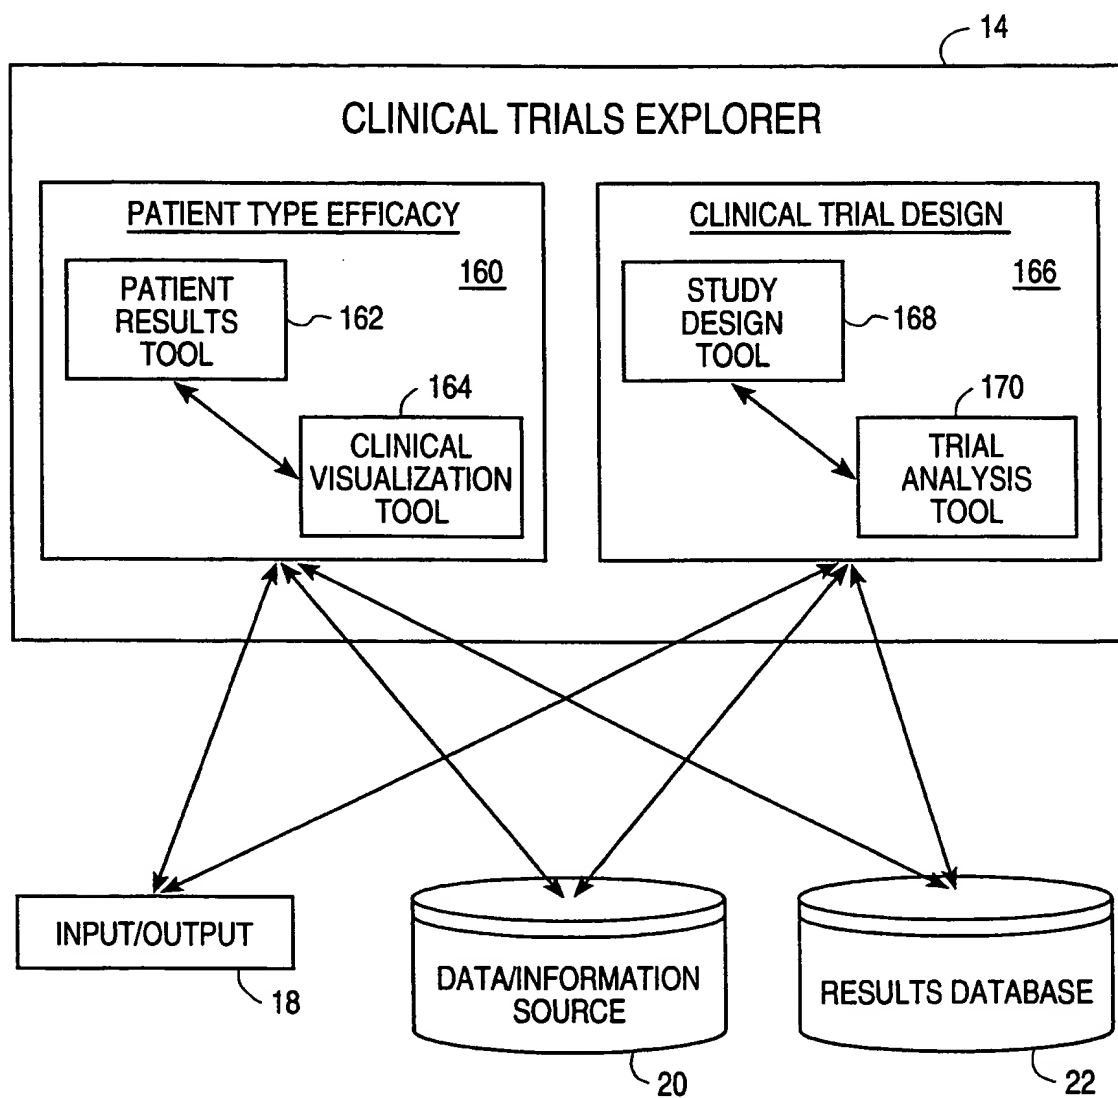 14
CLINICAL TRIALS EXPLORER
PATIENT TYPE EFFICACY
160
PATIENT
RESULTS
TOOL
162
164
CLINICAL
VISUALIZATION
TOOL
CLINICAL TRIAL DESIGN
166
STUDY
DESIGN
TOOL
168
170
TRIAL
ANALYSIS
TOOL
INPUT/OUTPUT
18
DATA/INFORMATION
SOURCE
20
RESULTS DATABASE
22